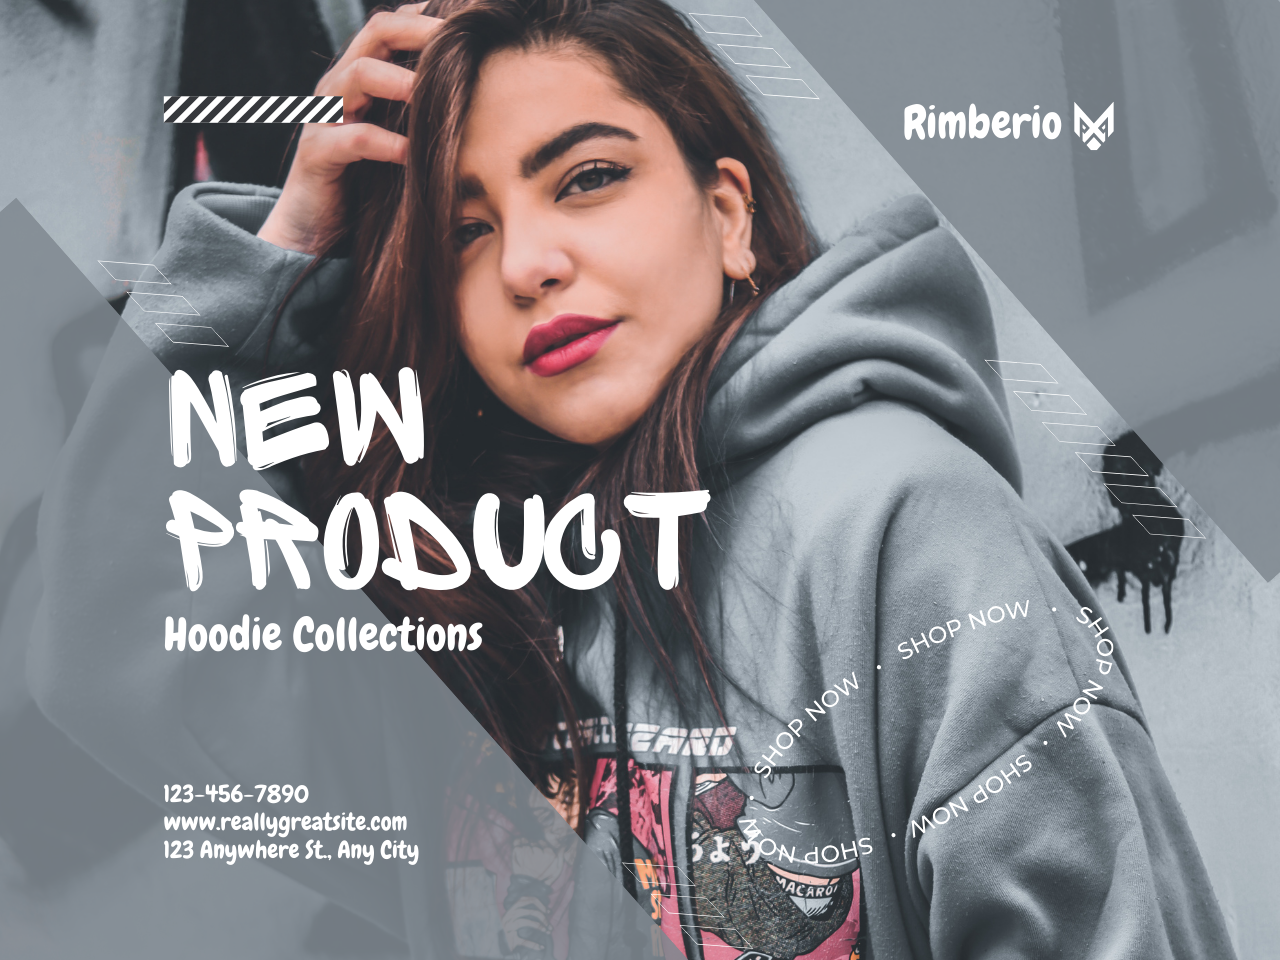 Rimberio
NEW
PRODUCT
Hoodie Collections
SHOP NOW • SHOP NOW • SHOP NOW • SHOP NOW • SHOP NOW •
123-456-7890
www.reallygreatsite.com
123 Anywhere St., Any City
MACARO